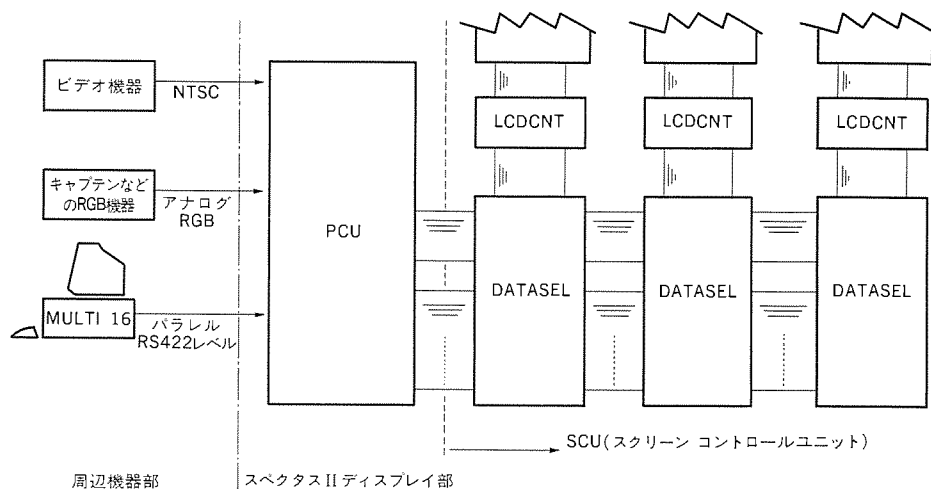 ビデオ機器
NTSC
キャプテンなど
のRGB機器
アナログ
RGB
MULTI 16
パラレル
RS422レベル
PCU
LCDCNT
LCDCNT
LCDCNT
DATASEL
DATASEL
DATASEL
SCU(スクリーン コントロールユニット)
周辺機器部
スペクタスIIディスプレイ部